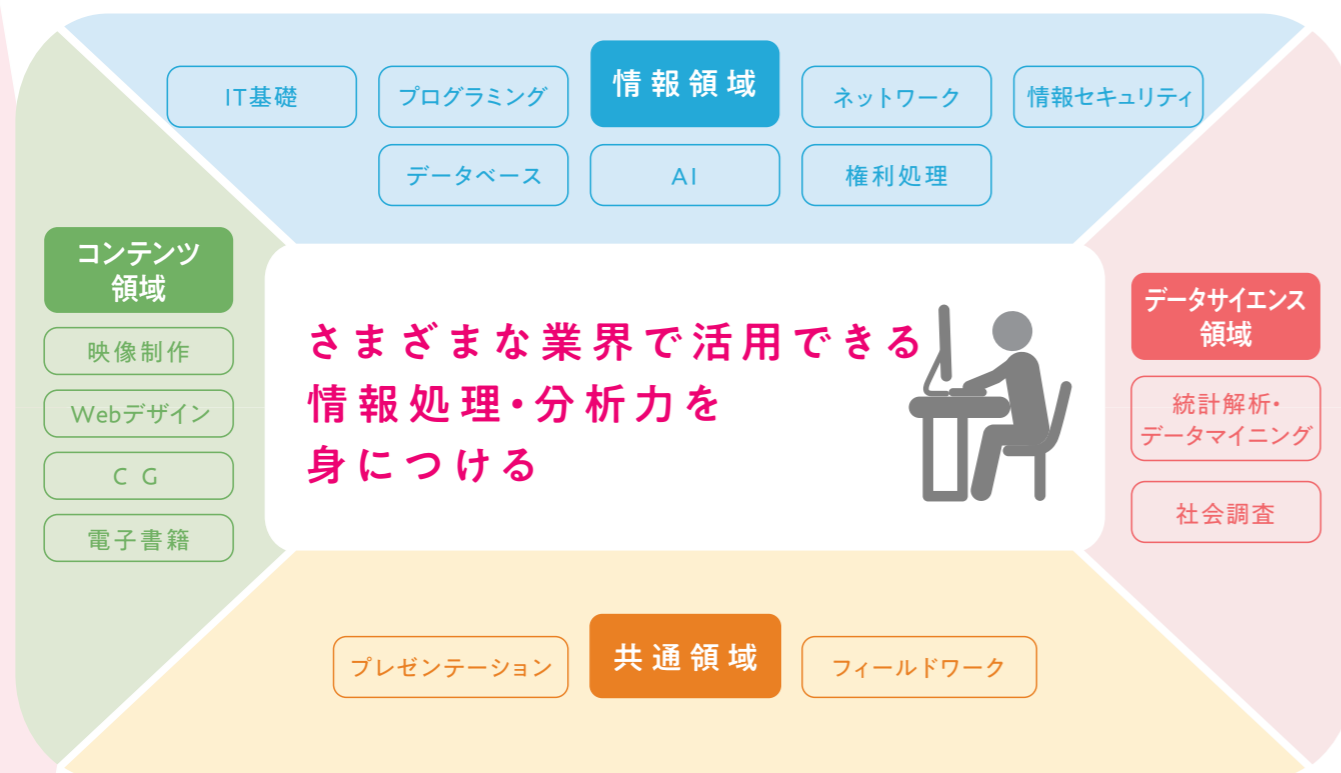 情報領域
IT基礎
プログラミング
ネットワーク
情報セキュリティ
データベース
AI
権利処理
コンテンツ
領域
映像制作
Webデザイン
CG
電子書籍
さまざまな業界で活用できる
情報処理・分析力を
身につける
データサイエンス
領域
統計解析・
データマイニング
社会調査
共通領域
プレゼンテーション
フィールドワーク